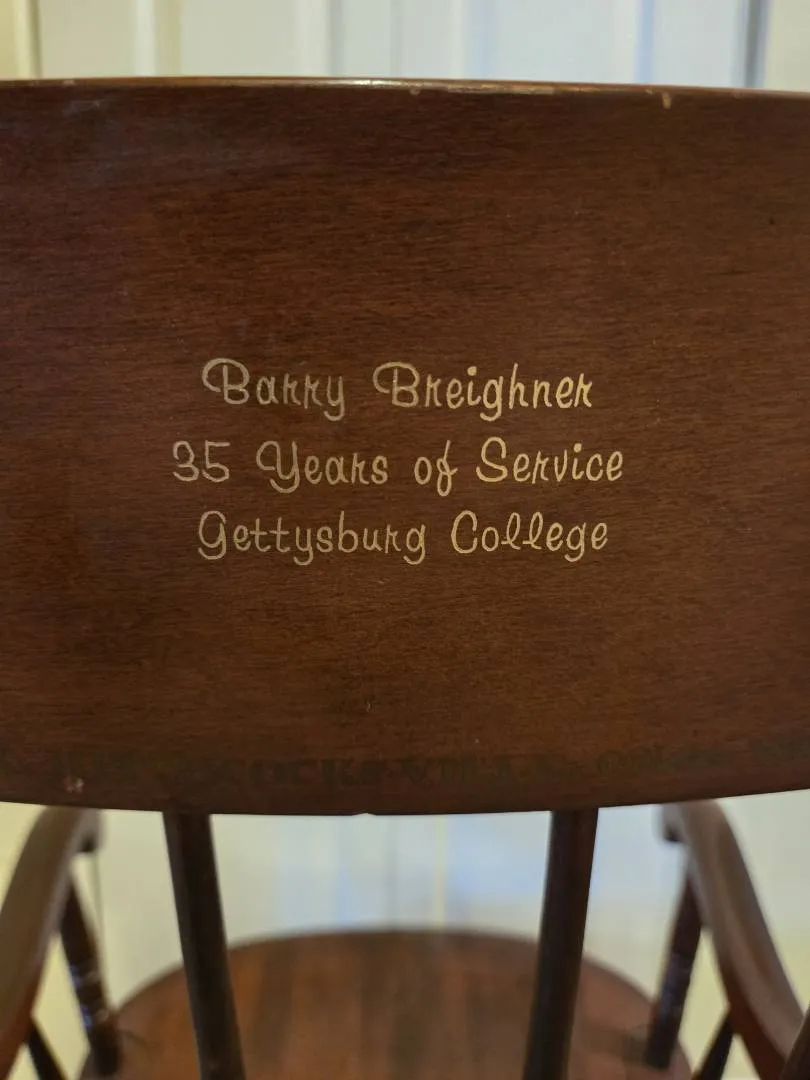 Barry Breighner
35 Years of Service
Gettysburg College